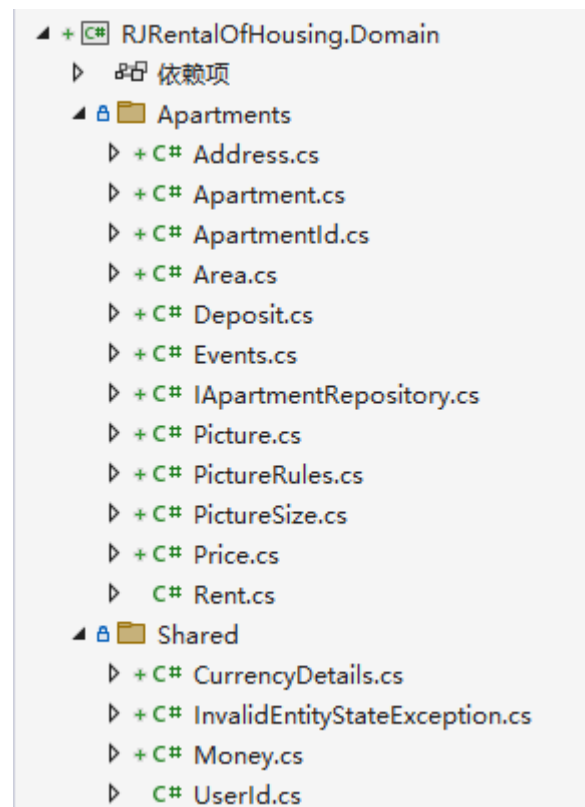 + C# RJRentalOfHousing.Domain
依赖项
Apartments
+ C# Address.cs
+ C# Apartment.cs
+ C# ApartmentId.cs
+ C# Area.cs
+ C# Deposit.cs
+ C# Events.cs
+ C# IApartmentRepository.cs
+ C# Picture.cs
+ C# PictureRules.cs
+ C# PictureSize.cs
+ C# Price.cs
C# Rent.cs
Shared
+ C# CurrencyDetails.cs
+ C# InvalidEntityStateException.cs
+ C# Money.cs
C# UserId.cs